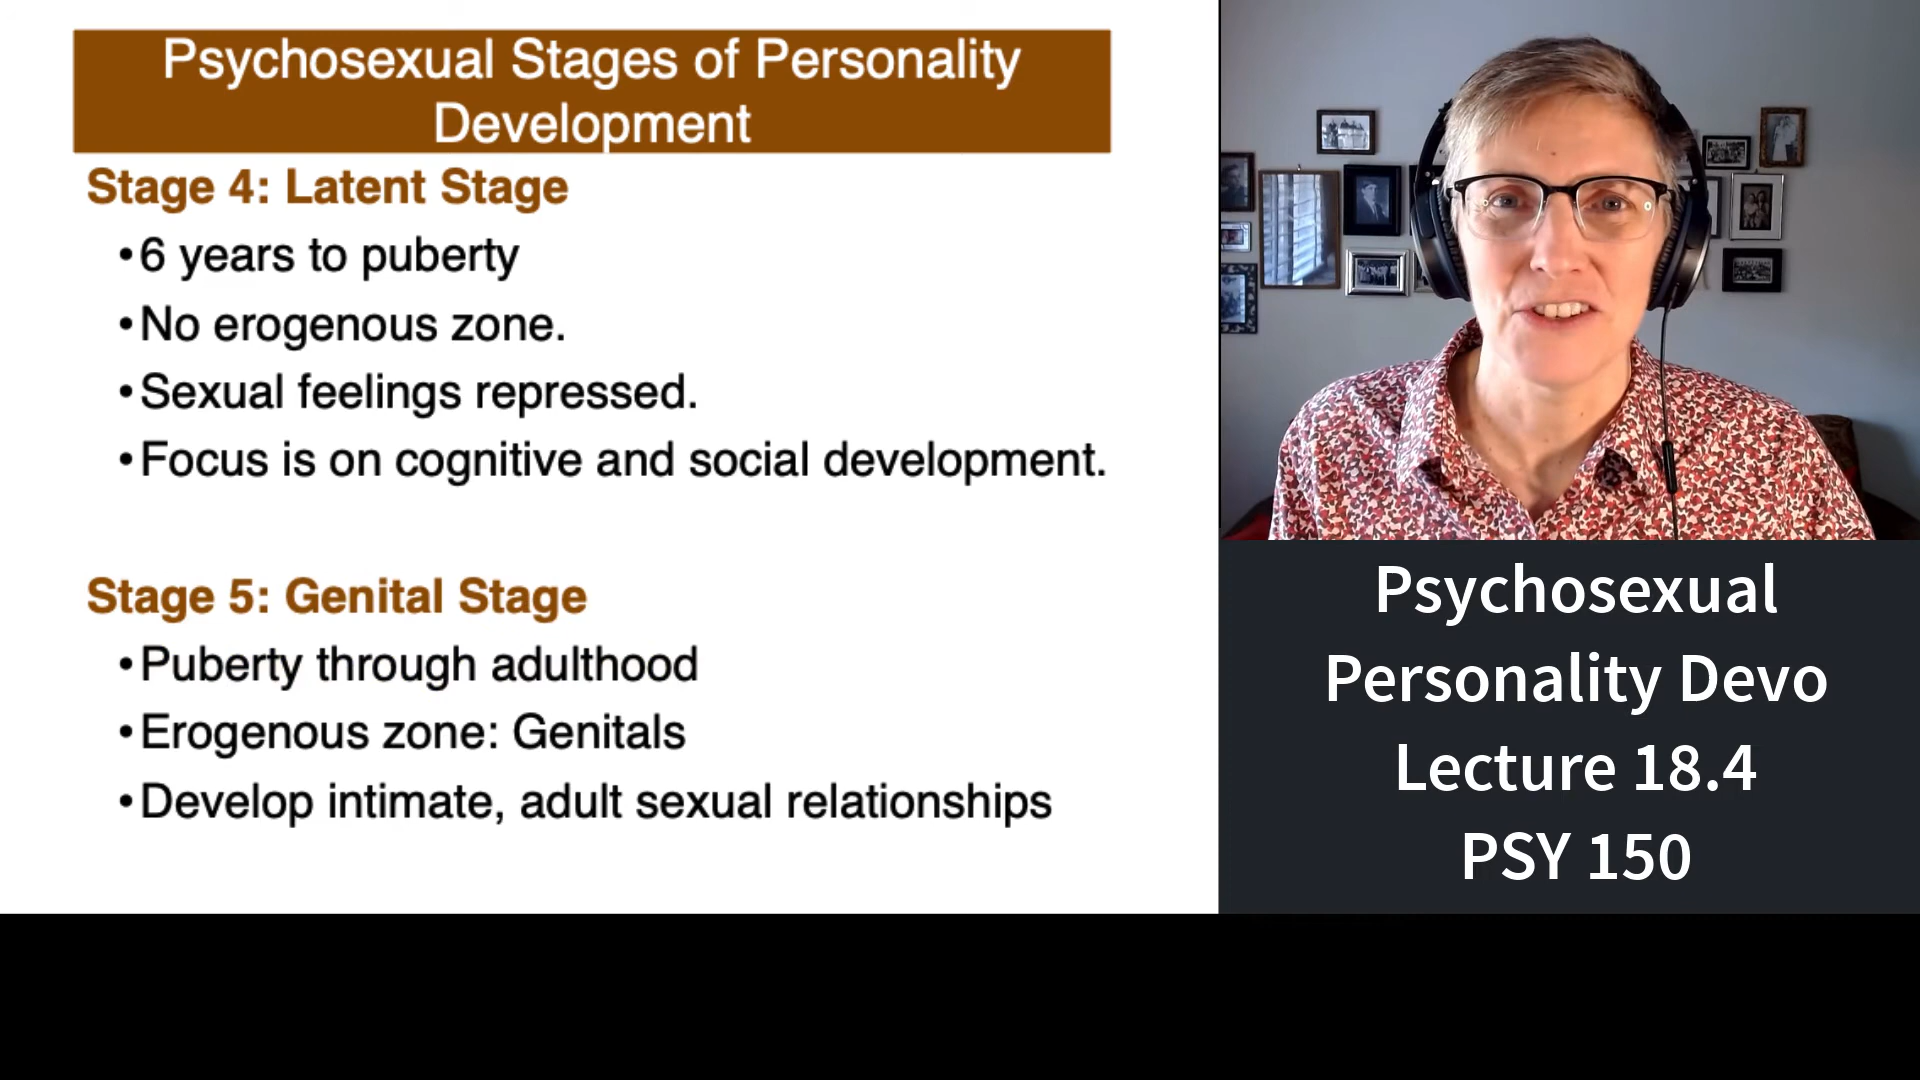 Psychosexual Stages of Personality
Development
Stage 4: Latent Stage
•6 years to puberty
•No erogenous zone.
•Sexual feelings repressed.
•Focus is on cognitive and social development.
Stage 5: Genital Stage
•Puberty through adulthood
•Erogenous zone: Genitals
•Develop intimate, adult sexual relationships
Psychosexual
Personality Devo
Lecture 18.4
PSY 150